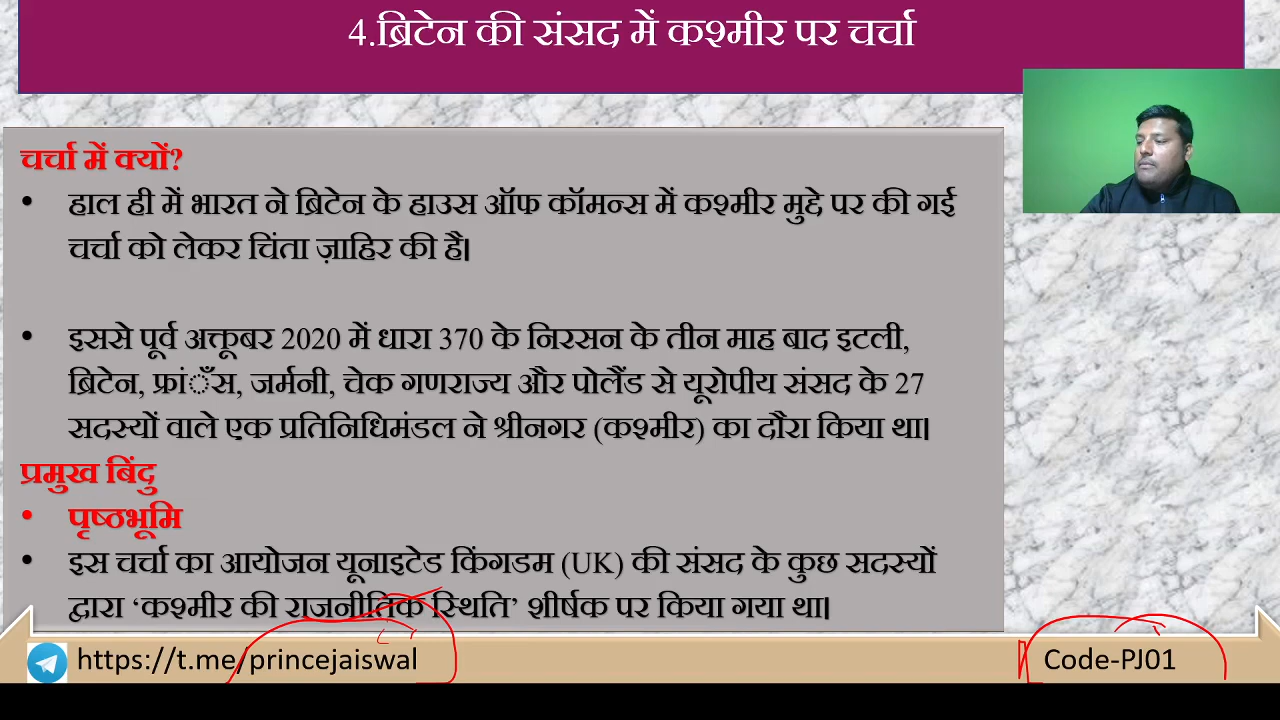 4.ब्रिटेन की संसद में कश्मीर पर चर्चा
चर्चा में क्यों?
• हाल ही में भारत ने ब्रिटेन के हाउस ऑफ कॉमन्स में कश्मीर मुद्दे पर की गई
चर्चा को लेकर चिंता ज़ाहिर की है।
• इससे पूर्व अक्तूबर 2020 में धारा 370 के निरसन के तीन माह बाद इटली,
ब्रिटेन, फ्रांँस, जर्मनी, चेक गणराज्य और पोलैंड से यूरोपीय संसद के 27
सदस्यों वाले एक प्रतिनिधिमंडल ने श्रीनगर (कश्मीर) का दौरा किया था।
प्रमुख बिंदु
• पृष्ठभूमि
• इस चर्चा का आयोजन यूनाइटेड किंगडम (UK) की संसद के कुछ सदस्यों
द्वारा ‘कश्मीर की राजनीतिक स्थिति’ शीर्षक पर किया गया था।
https://t.me/princejaiswal
Code-PJ01